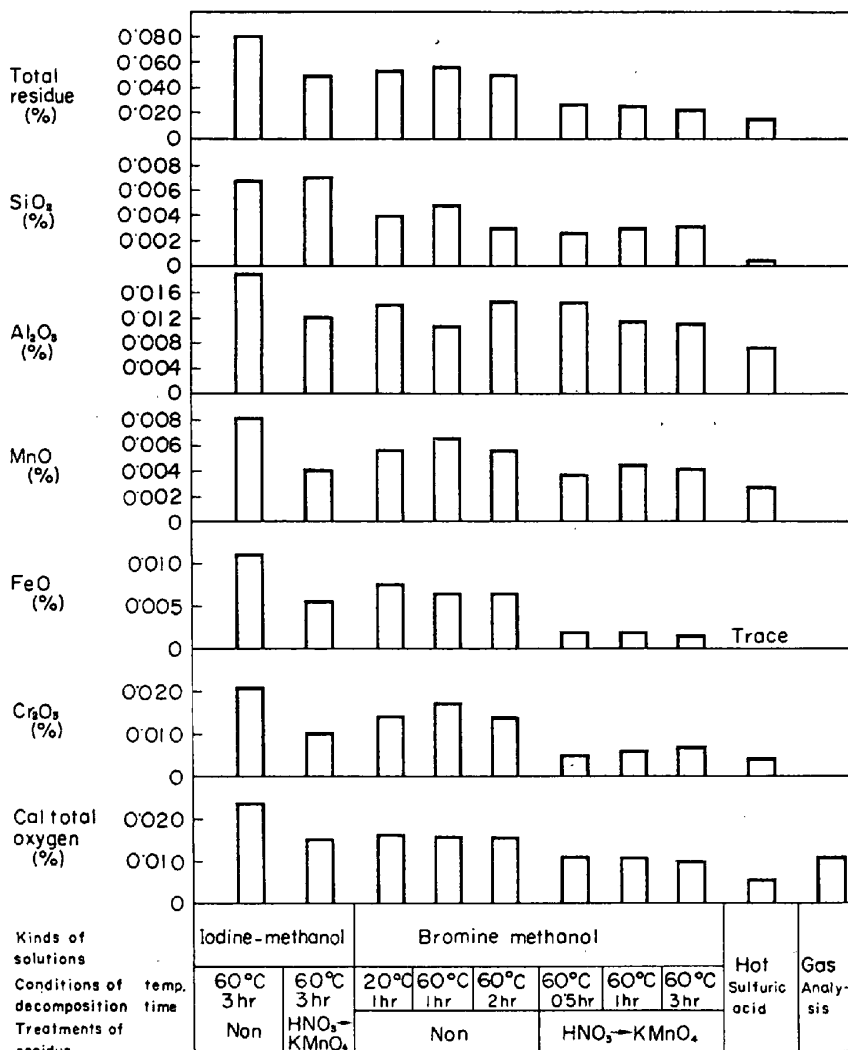 Total
residue
(%)
0·080
0·060
0·040
0·020
0
SiO₂
(%)
0·008
0·006
0·004
0·002
0
Al₂O₃
(%)
0·016
0·012
0·008
0·004
0
MnO
(%)
0·008
0·006
0·004
0·002
0
FeO
(%)
0·010
0·005
0
Trace
Cr₂O₃
(%)
0·020
0·010
0
Cal total
oxygen
(%)
0·020
0·010
0
Kinds of
solutions
Iodine-methanol
Bromine methanol
Hot
Sulfuric
acid
Gas
Analy-
sis
Conditions of temp.
decomposition time
60°C
3hr
60°C
3hr
20°C
1hr
60°C
1hr
60°C
2hr
60°C
0·5hr
60°C
1hr
60°C
3hr
Treatments of
residue
Non
HNO₃→
KMnO₄
Non
HNO₃→KMnO₄